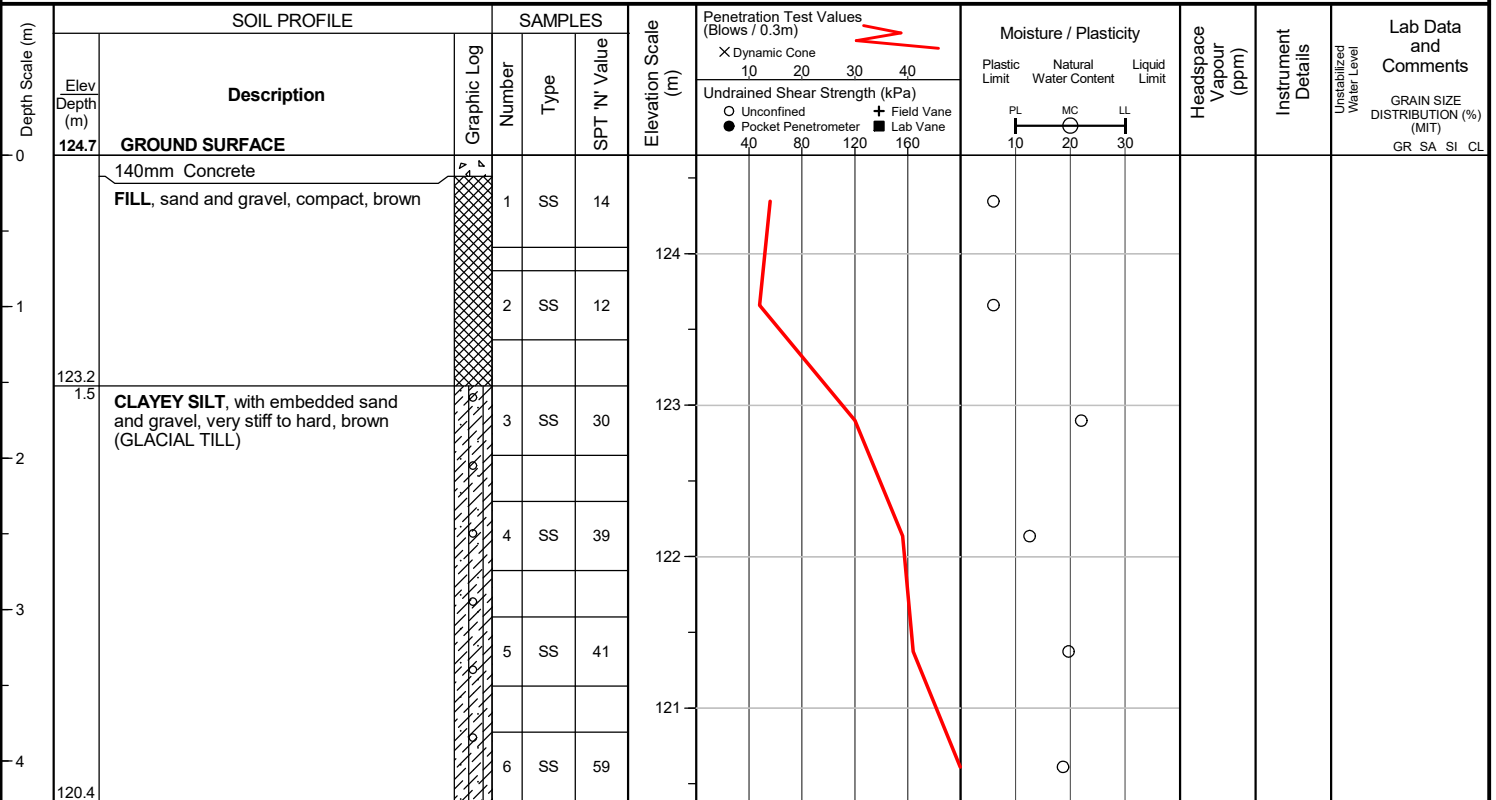 SOIL PROFILE
SAMPLES
Depth Scale (m)
Elev
Depth
(m)
Description
Graphic Log
Number
Type
SPT 'N' Value
Elevation Scale
(m)
Penetration Test Values
(Blows / 0.3m)
× Dynamic Cone
10 20 30 40
Undrained Shear Strength (kPa)
Unconfined + Field Vane
Pocket Penetrometer Lab Vane
40 80 120 160
Moisture / Plasticity
Plastic Natural Liquid
Limit Water Content Limit
PL MC LL
10 20 30
Headspace
Vapour
(ppm)
Instrument
Details
Unstabilized
Water Level
Lab Data
and
Comments
GRAIN SIZE
DISTRIBUTION (%)
(MIT)
GR SA SI CL
124.7 GROUND SURFACE
0
140mm Concrete
FILL, sand and gravel, compact, brown
1 SS 14
124
1
2 SS 12
123.2
1.5
CLAYEY SILT, with embedded sand
and gravel, very stiff to hard, brown
(GLACIAL TILL)
123
3 SS 30
2
4 SS 39
122
3
5 SS 41
121
4
6 SS 59
120.4